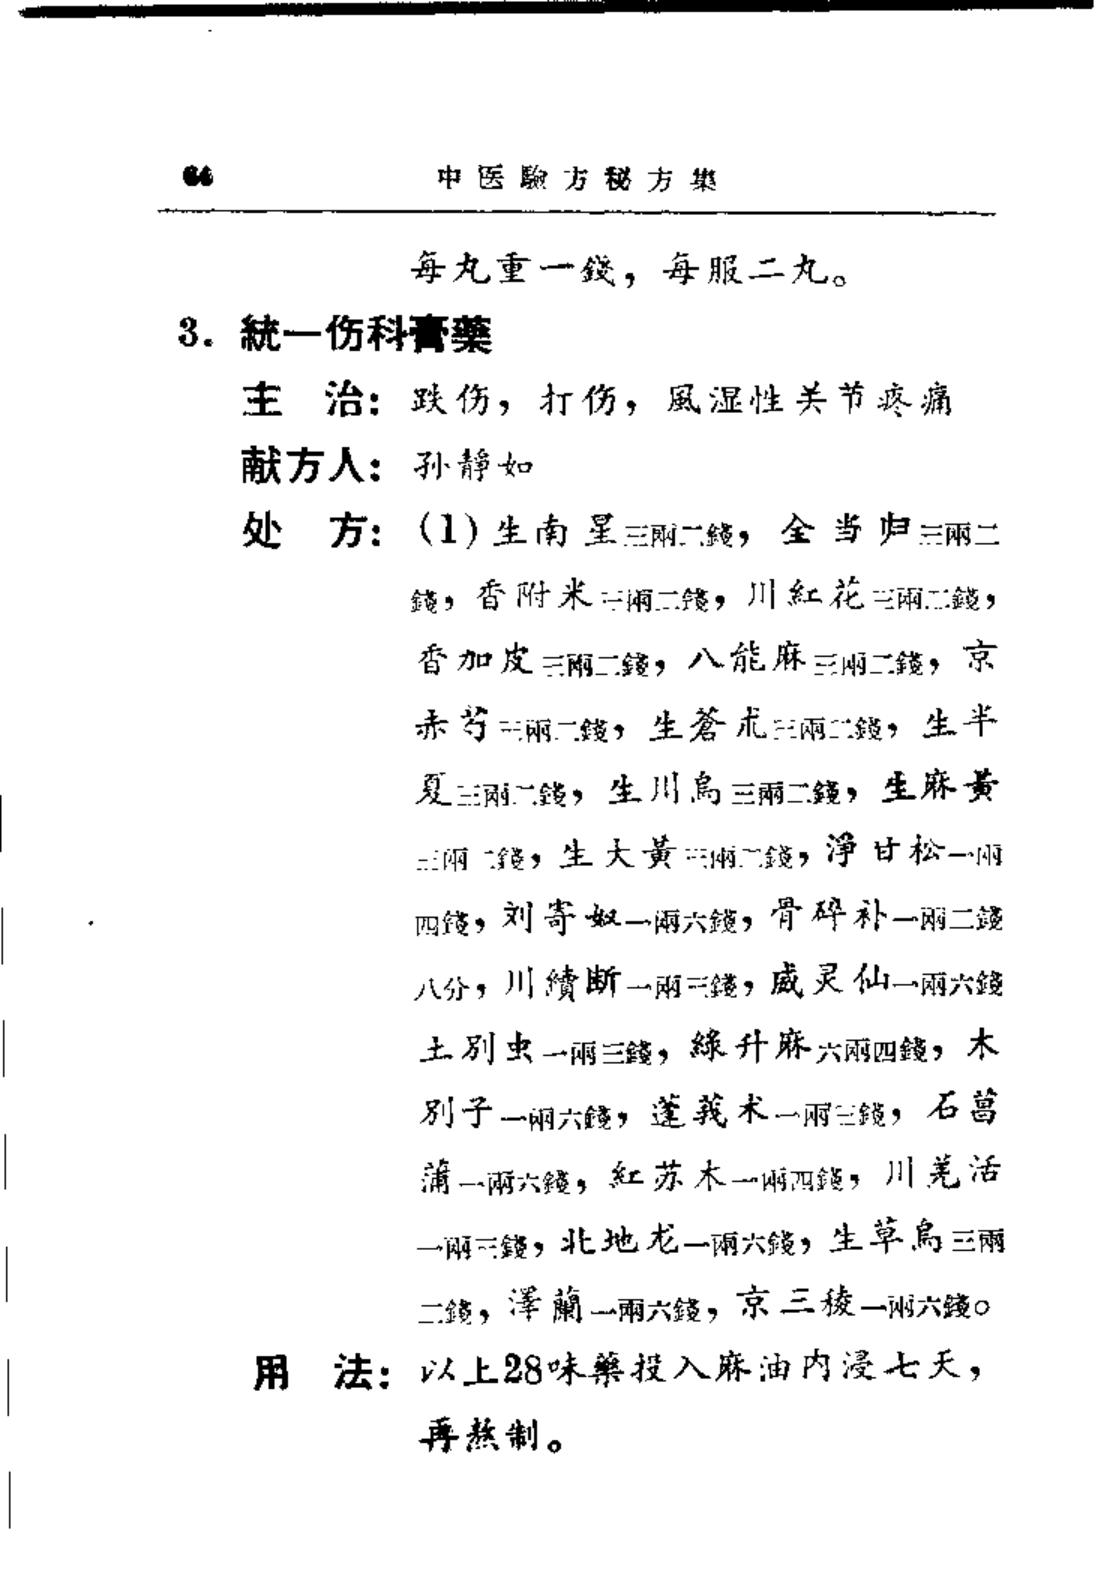 64 中医驗方秘方集
每丸重一錢，每服二丸。
3. 統一伤科膏藥
主　治：跌伤，打伤，風湿性关节疼痛
献方人：孙靜如
处　方：(1)生南星三兩二錢，全当归三兩二
錢，香附米三兩二錢，川紅花三兩二錢，
香加皮三兩二錢，八能麻三兩二錢，京
赤芍三兩二錢，生蒼朮三兩二錢，生半
夏三兩二錢，生川烏三兩二錢，生麻黃
三兩二錢，生大黃三兩二錢，淨甘松一兩
四錢，刘寄奴一兩六錢，骨碎补一兩二錢
八分，川續断一兩三錢，威灵仙一兩六錢
土别虫一兩三錢，綠升麻六兩四錢，木
别子一兩六錢，蓬莪术一兩三錢，石菖
蒲一兩六錢，紅苏木一兩四錢，川羌活
一兩三錢，北地龙一兩六錢，生草烏三兩
二錢，澤蘭一兩六錢，京三稜一兩六錢。
用　法：以上28味藥投入麻油内浸七天，
再熬制。